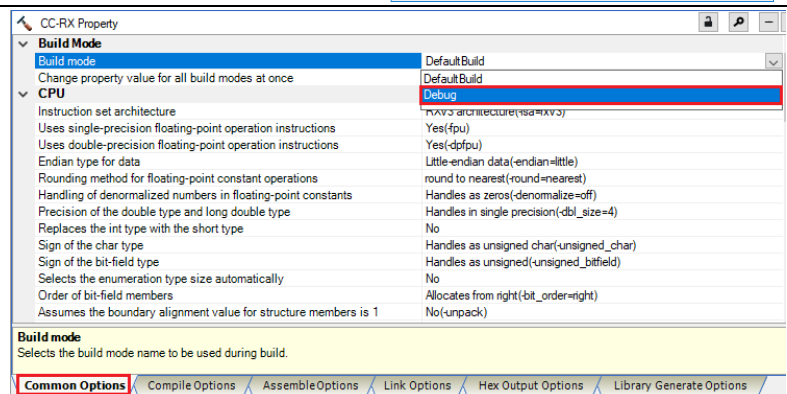 CC-RX Property
Build Mode
Build mode DefaultBuild
Change property value for all build modes at once DefaultBuild
CPU Debug
Instruction set architecture RXV3 architecture(-isa=rxv3)
Uses single-precision floating-point operation instructions Yes(-fpu)
Uses double-precision floating-point operation instructions Yes(-dpfpu)
Endian type for data Little-endian data(-endian=little)
Rounding method for floating-point constant operations round to nearest(-round=nearest)
Handling of denormalized numbers in floating-point constants Handles as zeros(-denormalize=off)
Precision of the double type and long double type Handles in single precision(-dbl_size=4)
Replaces the int type with the short type No
Sign of the char type Handles as unsigned char(-unsigned_char)
Sign of the bit-field type Handles as unsigned(-unsigned_bitfield)
Selects the enumeration type size automatically No
Order of bit-field members Allocates from right(-bit_order=right)
Assumes the boundary alignment value for structure members is 1 No(-unpack)
Build mode
Selects the build mode name to be used during build.
Common Options Compile Options Assemble Options Link Options Hex Output Options Library Generate Options